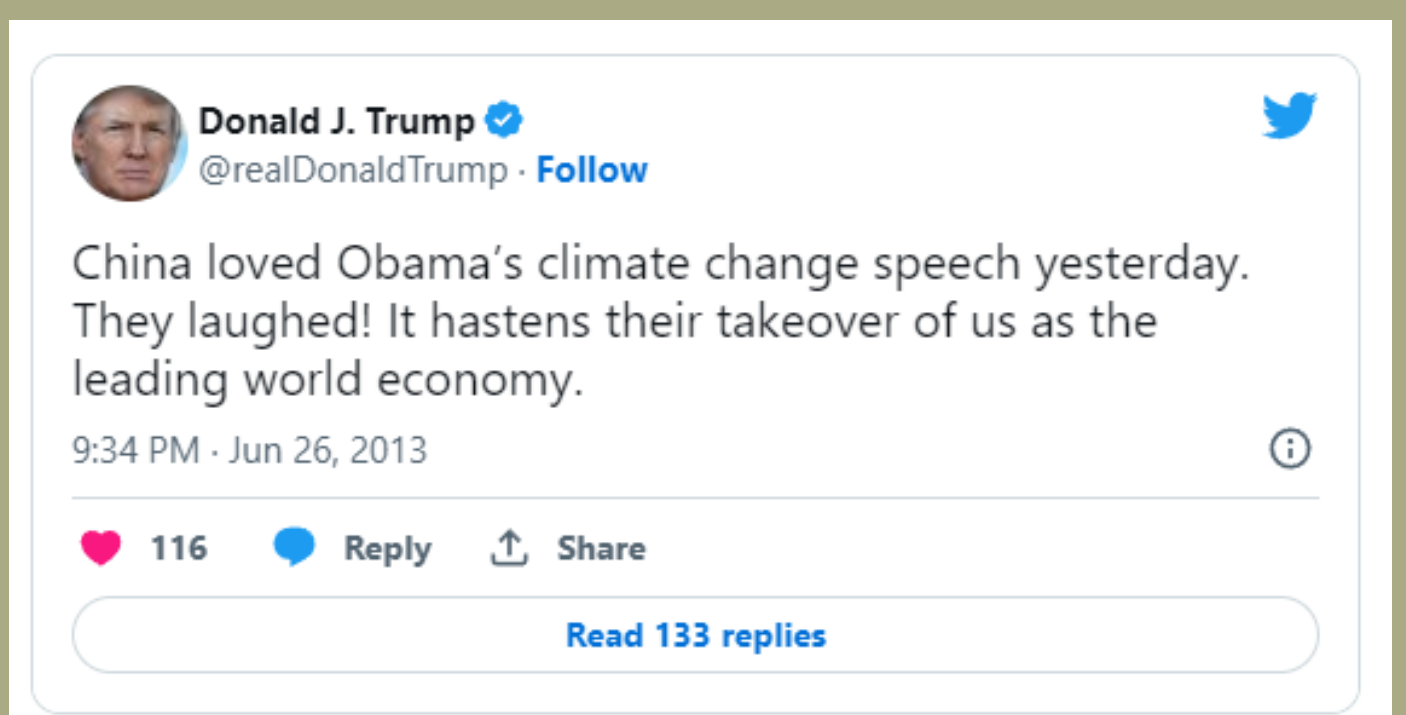 Donald J. Trump
@realDonaldTrump · Follow
China loved Obama’s climate change speech yesterday.
They laughed! It hastens their takeover of us as the
leading world economy.
9:34 PM · Jun 26, 2013
116 Reply Share
Read 133 replies